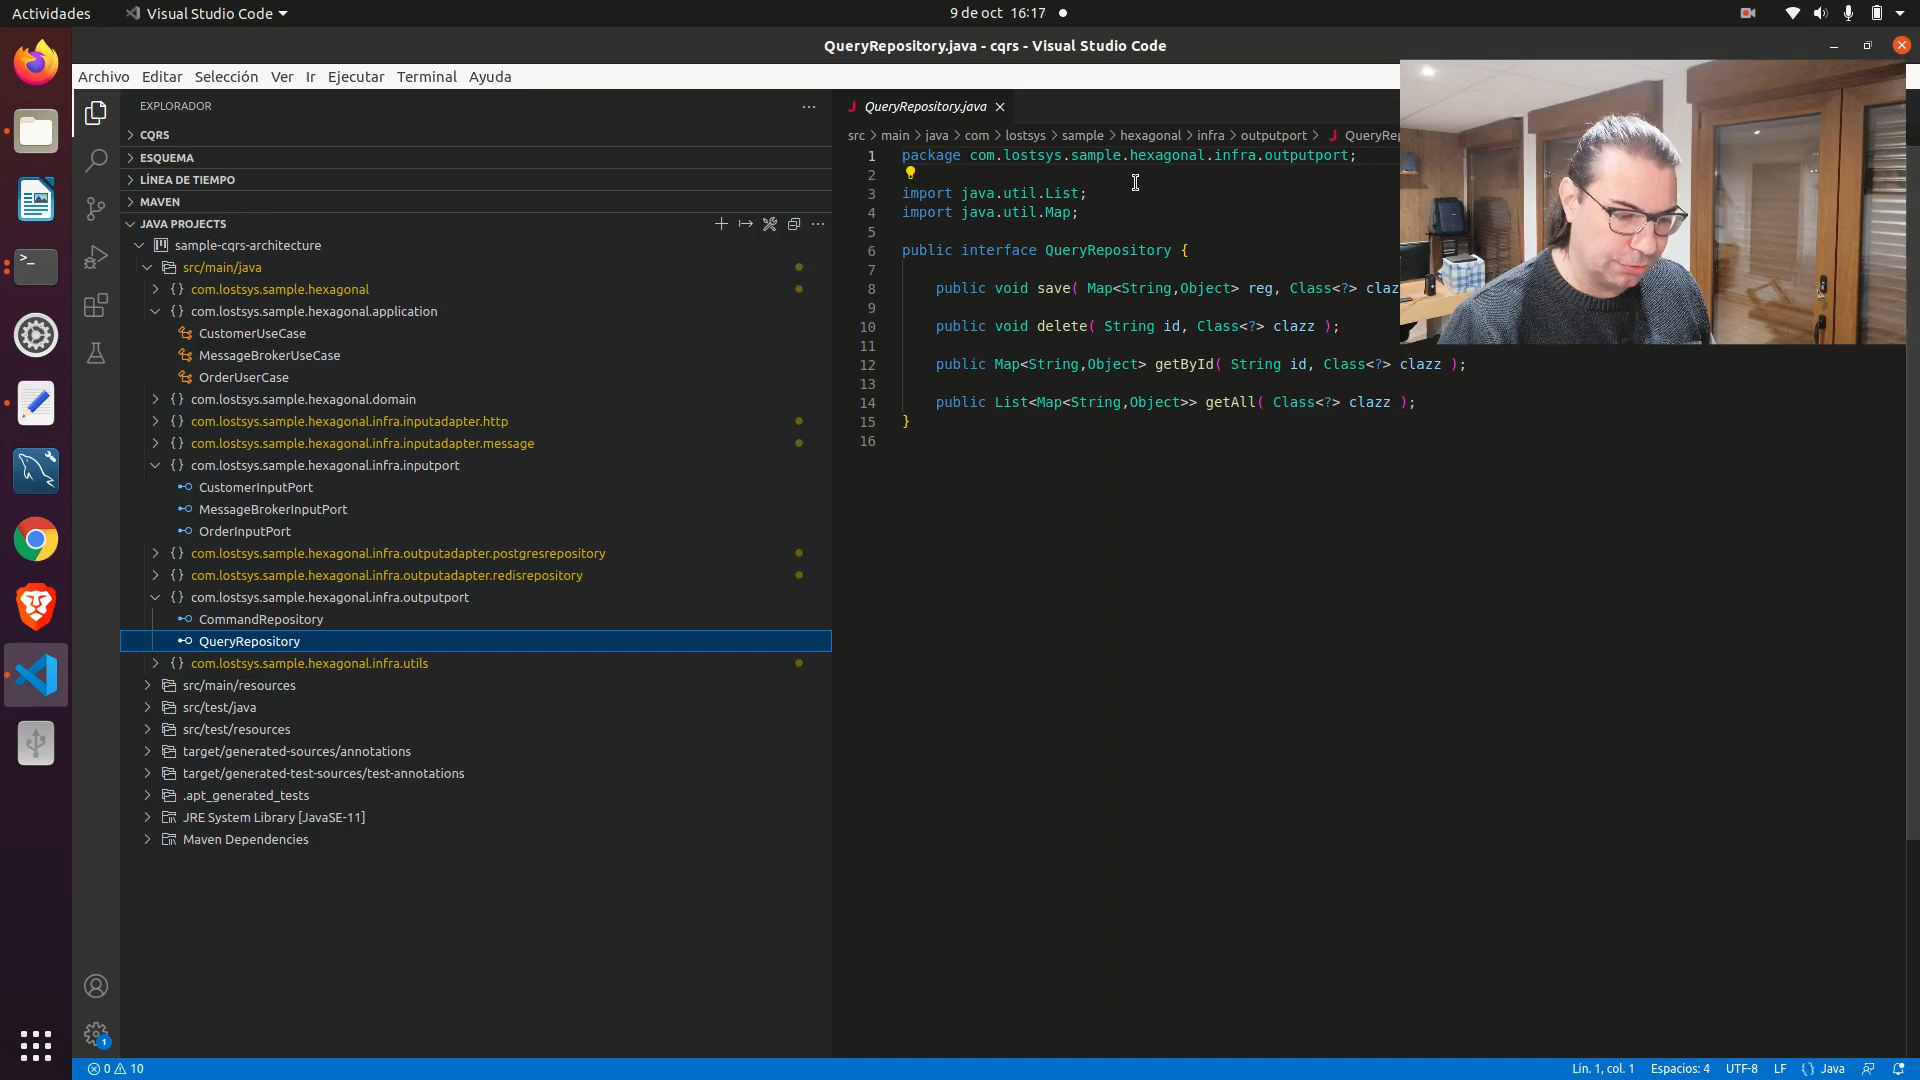 Actividades
Visual Studio Code
9 de oct 16:17
QueryRepository.java - cqrs - Visual Studio Code
Archivo Editar Selección Ver Ir Ejecutar Terminal Ayuda
EXPLORADOR
CQRS
ESQUEMA
LÍNEA DE TIEMPO
MAVEN
JAVA PROJECTS
sample-cqrs-architecture
src/main/java
com.lostsys.sample.hexagonal
com.lostsys.sample.hexagonal.application
CustomerUseCase
MessageBrokerUseCase
OrderUserCase
com.lostsys.sample.hexagonal.domain
com.lostsys.sample.hexagonal.infra.inputadapter.http
com.lostsys.sample.hexagonal.infra.inputadapter.message
com.lostsys.sample.hexagonal.infra.inputport
CustomerInputPort
MessageBrokerInputPort
OrderInputPort
com.lostsys.sample.hexagonal.infra.outputadapter.postgresrepository
com.lostsys.sample.hexagonal.infra.outputadapter.redisrepository
com.lostsys.sample.hexagonal.infra.outputport
CommandRepository
QueryRepository
com.lostsys.sample.hexagonal.infra.utils
src/main/resources
src/test/java
src/test/resources
target/generated-sources/annotations
target/generated-test-sources/test-annotations
.apt_generated_tests
JRE System Library [JavaSE-11]
Maven Dependencies
QueryRepository.java
src > main > java > com > lostsys > sample > hexagonal > infra > outputport > QueryRep
1 package com.lostsys.sample.hexagonal.infra.outputport;
2
3 import java.util.List;
4 import java.util.Map;
5
6 public interface QueryRepository {
7
8 public void save( Map<String,Object> reg, Class<?> claz
9
10 public void delete( String id, Class<?> clazz );
11
12 public Map<String,Object> getById( String id, Class<?> clazz );
13
14 public List<Map<String,Object>> getAll( Class<?> clazz );
15 }
16
0 10
Lín. 1, col. 1 Espacios: 4 UTF-8 LF {} Java
1